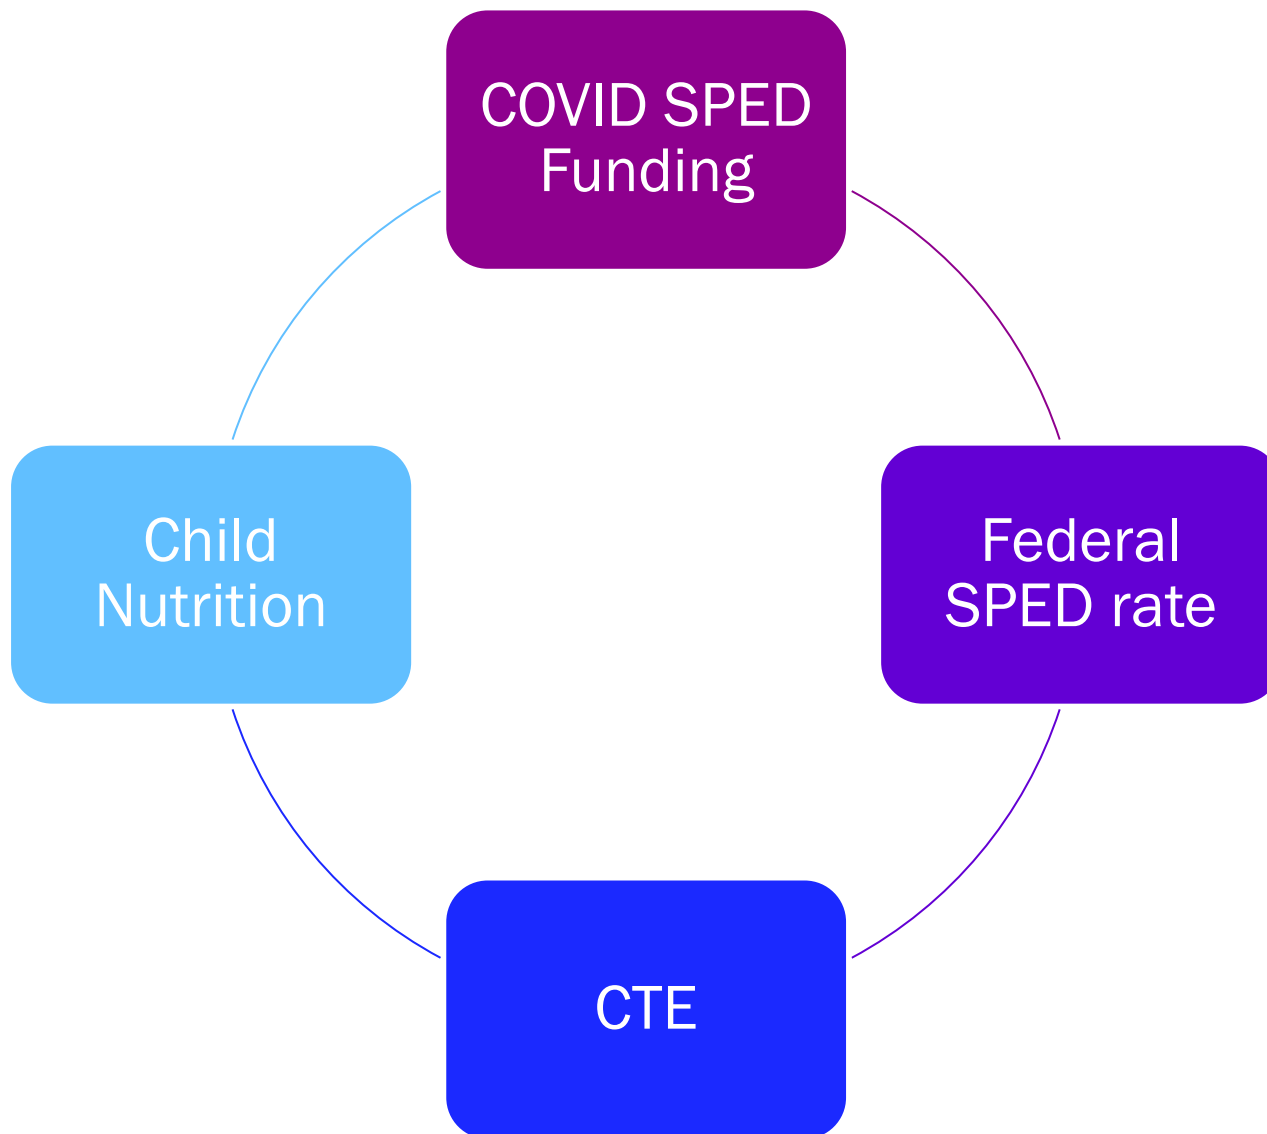 COVID SPED
Funding
Child
Nutrition
Federal
SPED rate
CTE